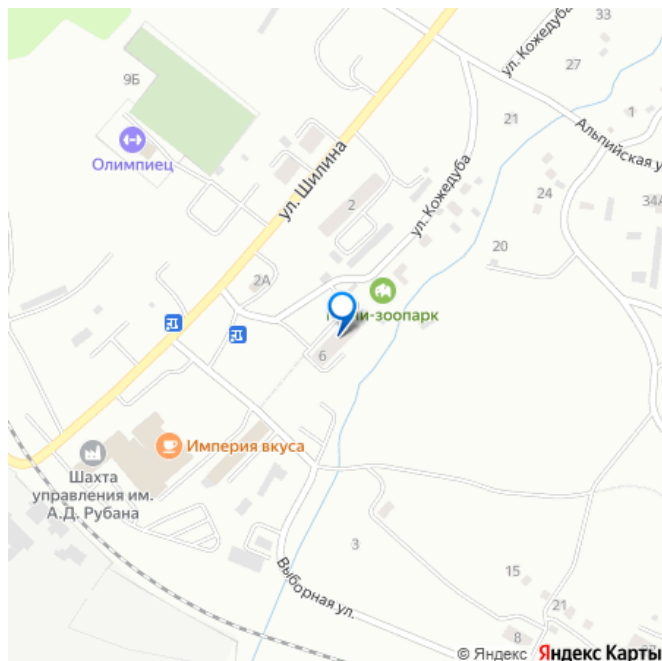 33
ул. Кожедуба
27
9Б
21
1
Альпийская у
Олимпиец
ул. Шилина
2
ул. Кожедуба
24
34А
20
2А
и-зоопарк
6
Империя вкуса
Шахта
управления им.
А.Д. Рубана
3
Выборная ул.
15
21
8
© Яндекс Яндекс Карты